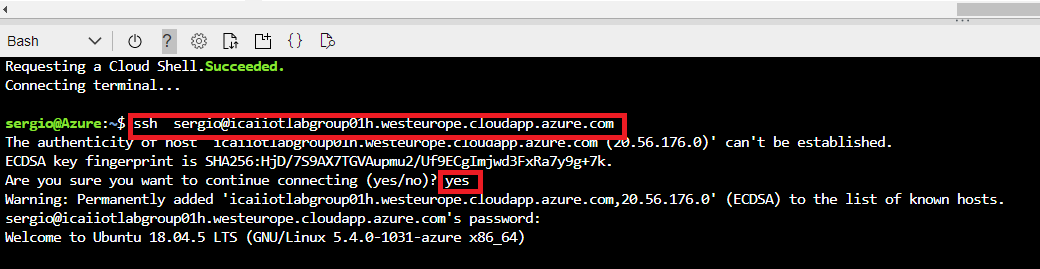 Bash
Requesting a Cloud Shell.Succeeded.
Connecting terminal...
sergio@Azure:~$ ssh  sergio@icaiiotlabgroup01h.westeurope.cloudapp.azure.com
The authenticity of host 'icaiiotlabgroup01h.westeurope.cloudapp.azure.com (20.56.176.0)' can't be established.
ECDSA key fingerprint is SHA256:HjD/7S9AX7TGVAupmu2/Uf9ECgImjwd3FxRa7y9g+7k.
Are you sure you want to continue connecting (yes/no)? yes
Warning: Permanently added 'icaiiotlabgroup01h.westeurope.cloudapp.azure.com,20.56.176.0' (ECDSA) to the list of known hosts.
sergio@icaiiotlabgroup01h.westeurope.cloudapp.azure.com's password:
Welcome to Ubuntu 18.04.5 LTS (GNU/Linux 5.4.0-1031-azure x86_64)